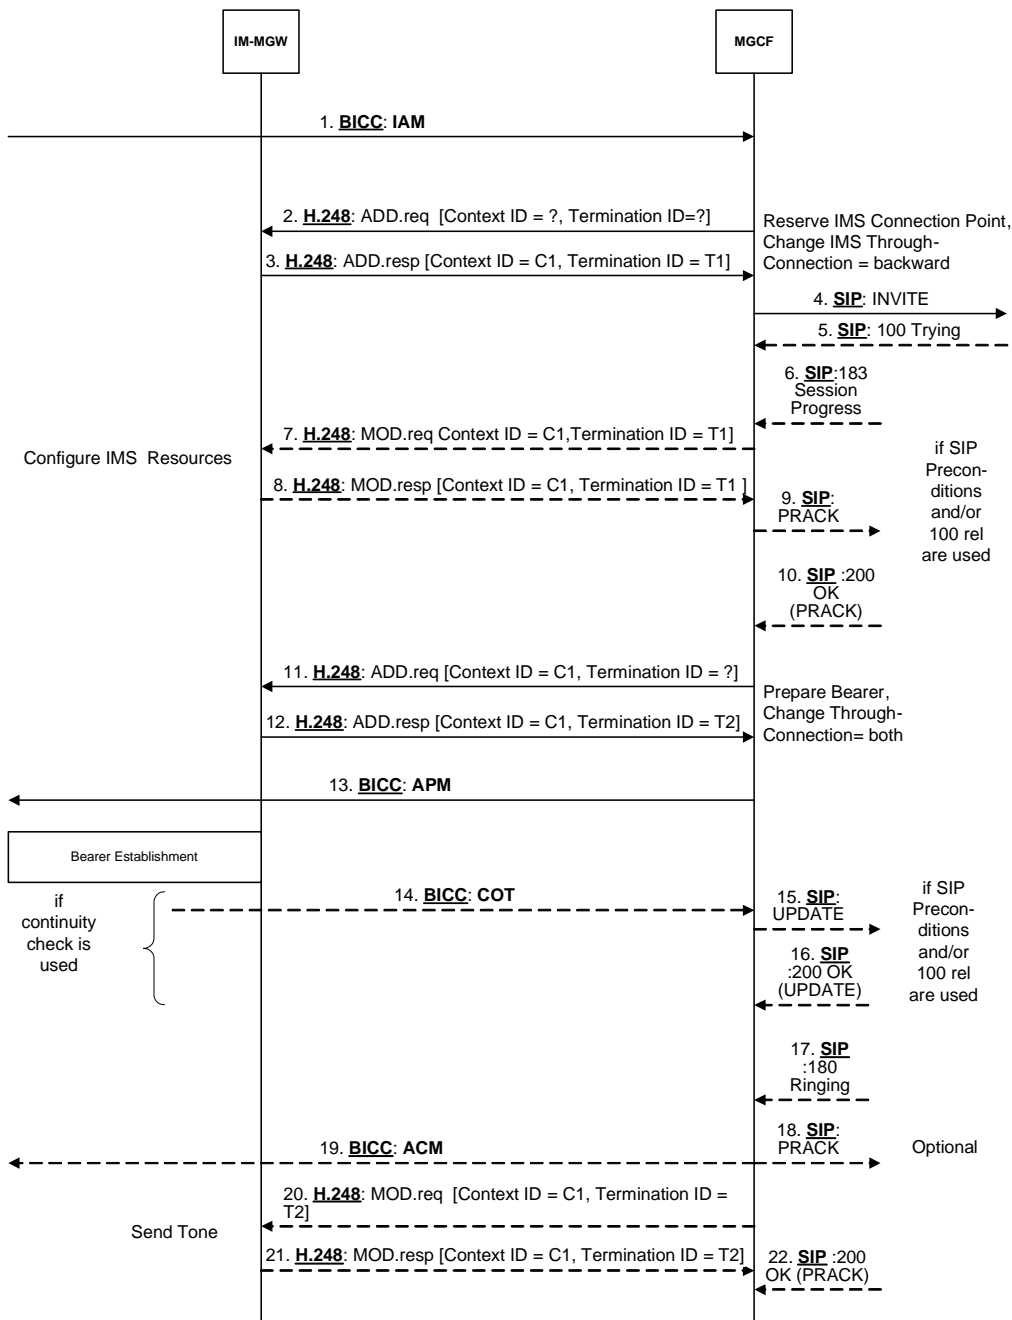 IM-MGW
MGCF
1. BICC: IAM
2. H.248: ADD.req [Context ID = ?, Termination ID=?]
Reserve IMS Connection Point,
Change IMS Through-
Connection = backward
3. H.248: ADD.resp [Context ID = C1, Termination ID = T1]
4. SIP: INVITE
5. SIP: 100 Trying
6. SIP:183
Session
Progress
7. H.248: MOD.req Context ID = C1,Termination ID = T1]
Configure IMS Resources
8. H.248: MOD.resp [Context ID = C1, Termination ID = T1 ]
9. SIP:
PRACK
if SIP
Precon-
ditions
and/or
100 rel
are used
10. SIP :200
OK
(PRACK)
11. H.248: ADD.req [Context ID = C1, Termination ID = ?]
Prepare Bearer,
Change Through-
Connection= both
12. H.248: ADD.resp [Context ID = C1, Termination ID = T2]
13. BICC: APM
Bearer Establishment
if
continuity
check is
used
14. BICC: COT
15. SIP:
UPDATE
if SIP
Precon-
ditions
and/or
100 rel
are used
16. SIP
:200 OK
(UPDATE)
17. SIP
:180
Ringing
18. SIP:
PRACK
Optional
19. BICC: ACM
20. H.248: MOD.req [Context ID = C1, Termination ID =
T2]
Send Tone
21. H.248: MOD.resp [Context ID = C1, Termination ID = T2]
22. SIP :200
OK (PRACK)